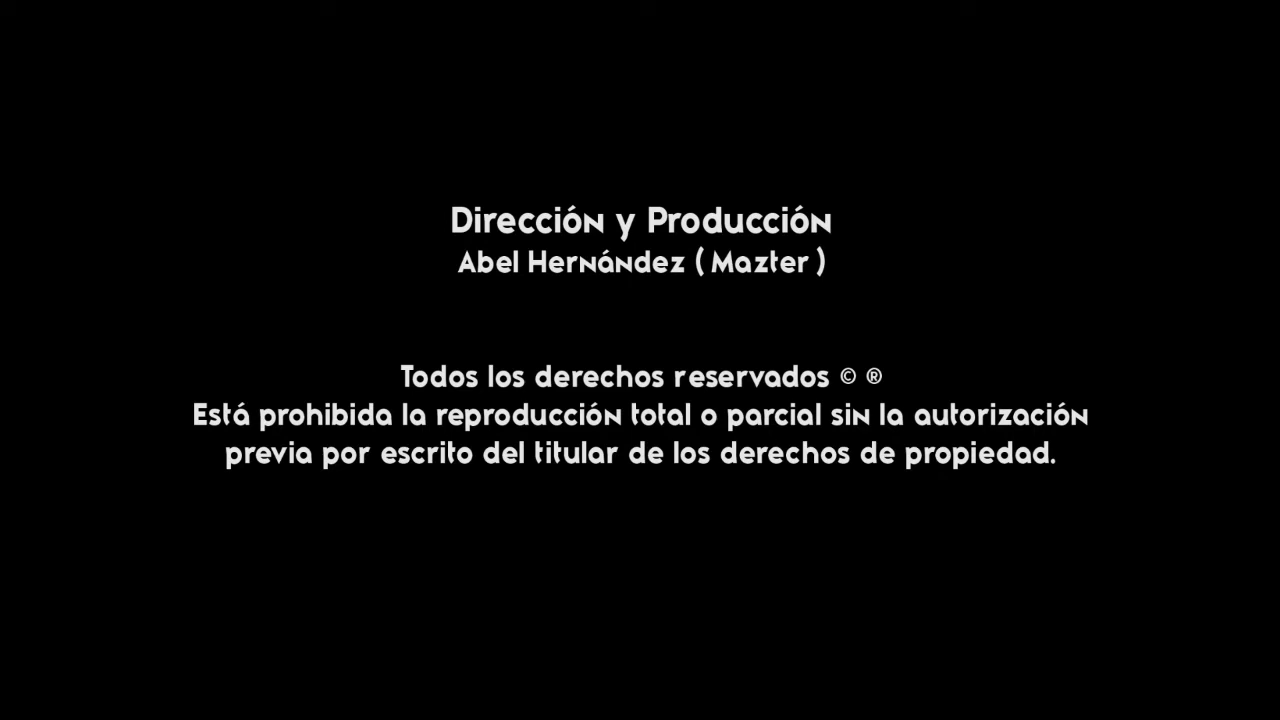 Dirección y Producción
Abel Hernández ( Mazter )
Todos los derechos reservados © ®
Está prohibida la reproducción total o parcial sin la autorización
previa por escrito del titular de los derechos de propiedad.